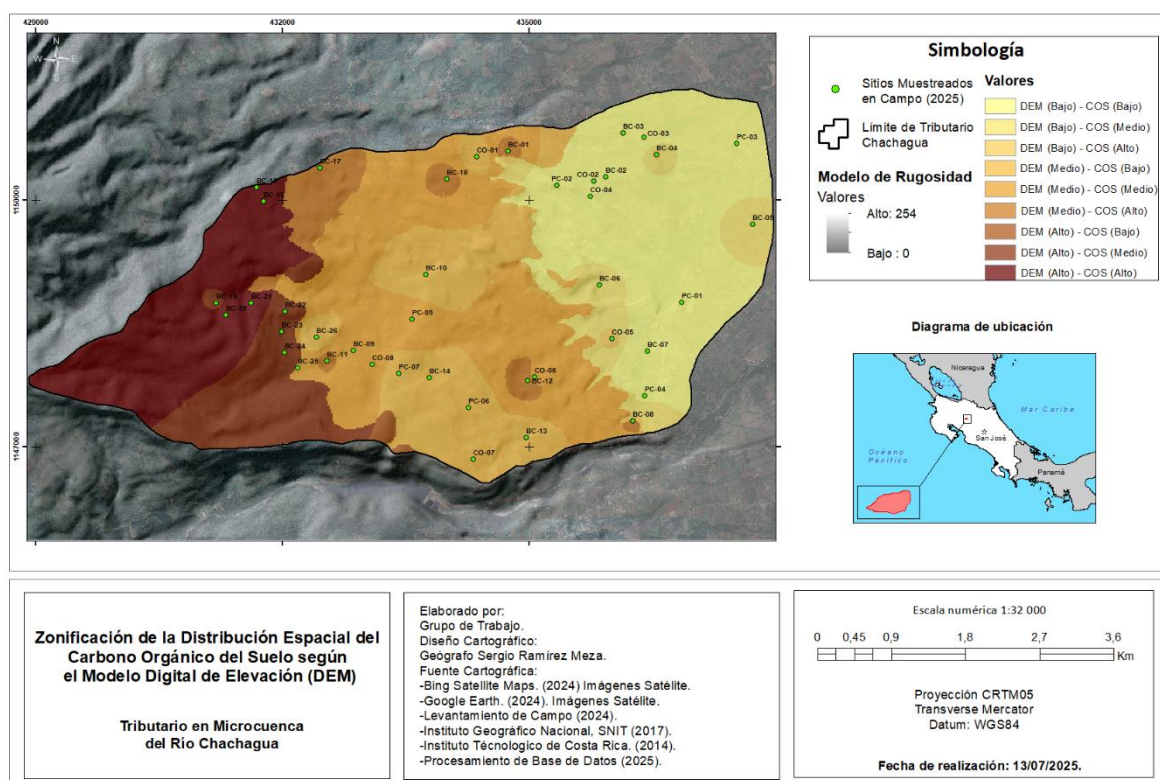 429000
432000
435000
1150000
1147000
N
W
E
S
BC-03
CO-03
PC-03
BC-04
BC-01
CO-01
BC-17
BC-18
PC-02
CO-02
BC-02
CO-04
BC-05
BC-10
BC-06
PC-01
PC-05
BC-21
BC-22
BC-23
BC-24
BC-25
BC-26
BC-11
BC-09
CO-08
PC-07
BC-14
CO-05
BC-07
CO-06
BC-12
PC-04
PC-06
BC-08
BC-13
CO-07
Simbología
Sitios Muestreados
en Campo (2025)
Límite de Tributario
Chachagua
Modelo de Rugosidad
Valores
Alto: 254
Bajo : 0
Valores
DEM (Bajo) - COS (Bajo)
DEM (Bajo) - COS (Medio)
DEM (Bajo) - COS (Alto)
DEM (Medio) - COS (Bajo)
DEM (Medio) - COS (Medio)
DEM (Medio) - COS (Alto)
DEM (Alto) - COS (Bajo)
DEM (Alto) - COS (Medio)
DEM (Alto) - COS (Alto)
Diagrama de ubicación
Nicaragua
Mar Caribe
San José
Océano
Pacífico
Panamá
Zonificación de la Distribución Espacial del
Carbono Orgánico del Suelo según
el Modelo Digital de Elevación (DEM)
Tributario en Microcuenca
del Río Chachagua
Elaborado por:
Grupo de Trabajo.
Diseño Cartográfico:
Geógrafo Sergio Ramírez Meza.
Fuente Cartográfica:
-Bing Satellite Maps. (2024) Imágenes Satélite.
-Google Earth. (2024). Imágenes Satélite.
-Levantamiento de Campo (2024).
-Instituto Geográfico Nacional, SNIT (2017).
-Instituto Técnologico de Costa Rica. (2014).
-Procesamiento de Base de Datos (2025).
Escala numérica 1:32 000
0 0,45 0,9 1,8 2,7 3,6
Km
Proyección CRTM05
Transverse Mercator
Datum: WGS84
Fecha de realización: 13/07/2025.